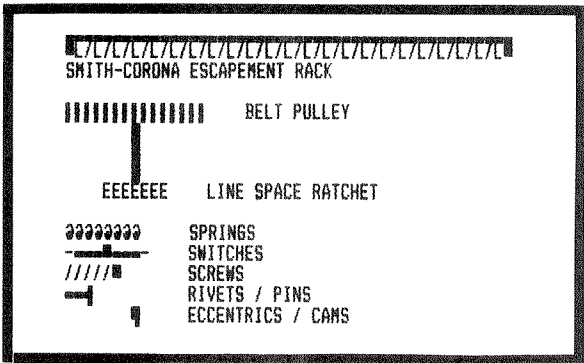 SMITH-CORONA ESCAPEMENT RACK
BELT PULLEY
EEEEEEE LINE SPACE RATCHET
SPRINGS
SWITCHES
///// SCREWS
RIVETS / PINS
ECCENTRICS / CAMS